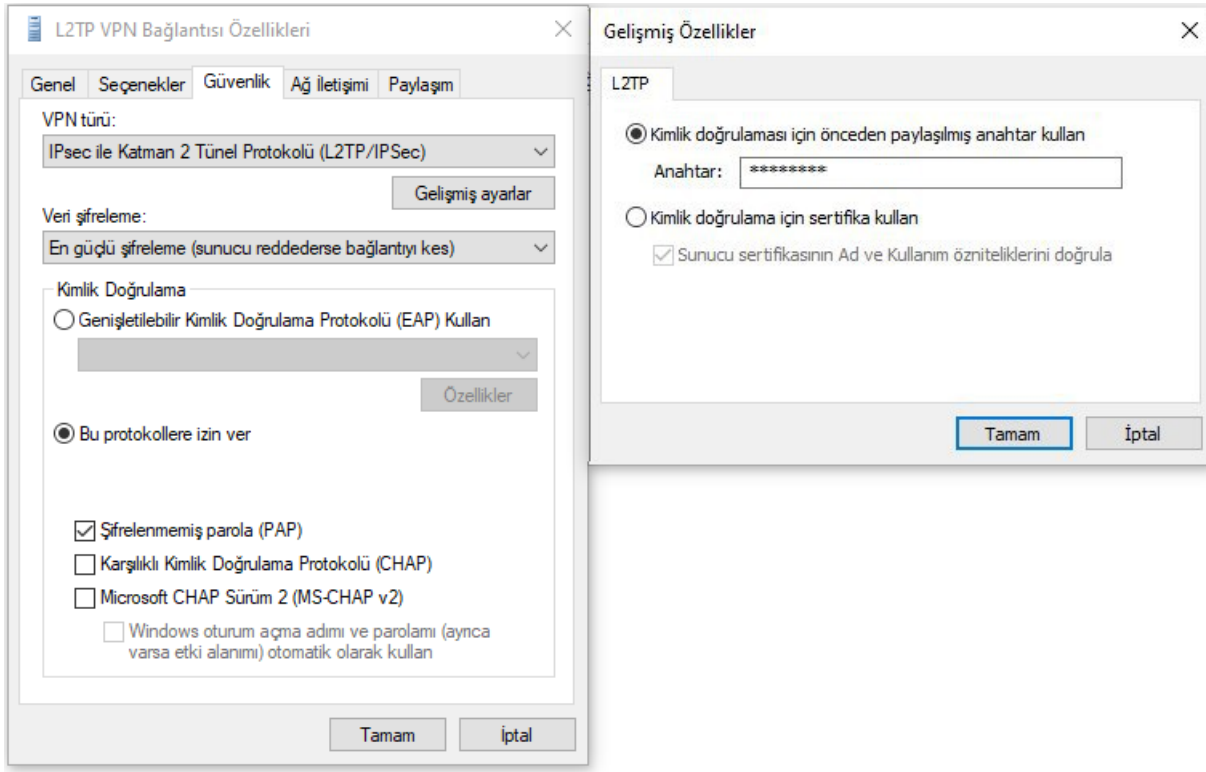 L2TP VPN Bağlantısı Özellikleri
Genel Seçenekler Güvenlik Ağ İletişimi Paylaşım
VPN türü:
IPsec ile Katman 2 Tünel Protokolü (L2TP/IPSec)
Gelişmiş ayarlar
Veri şifreleme:
En güçlü şifreleme (sunucu reddederse bağlantıyı kes)
Kimlik Doğrulama
Genişletilebilir Kimlik Doğrulama Protokolü (EAP) Kullan
Özellikler
Bu protokollere izin ver
Şifrelenmemiş parola (PAP)
Karşılıklı Kimlik Doğrulama Protokolü (CHAP)
Microsoft CHAP Sürüm 2 (MS-CHAP v2)
Windows oturum açma adımı ve parolamı (ayrıca
varsa etki alanımı) otomatik olarak kullan
Tamam İptal
Gelişmiş Özellikler
L2TP
Kimlik doğrulaması için önceden paylaşılmış anahtar kullan
Anahtar: ********
Kimlik doğrulama için sertifika kullan
Sunucu sertifikasının Ad ve Kullanım özniteliklerini doğrula
Tamam İptal